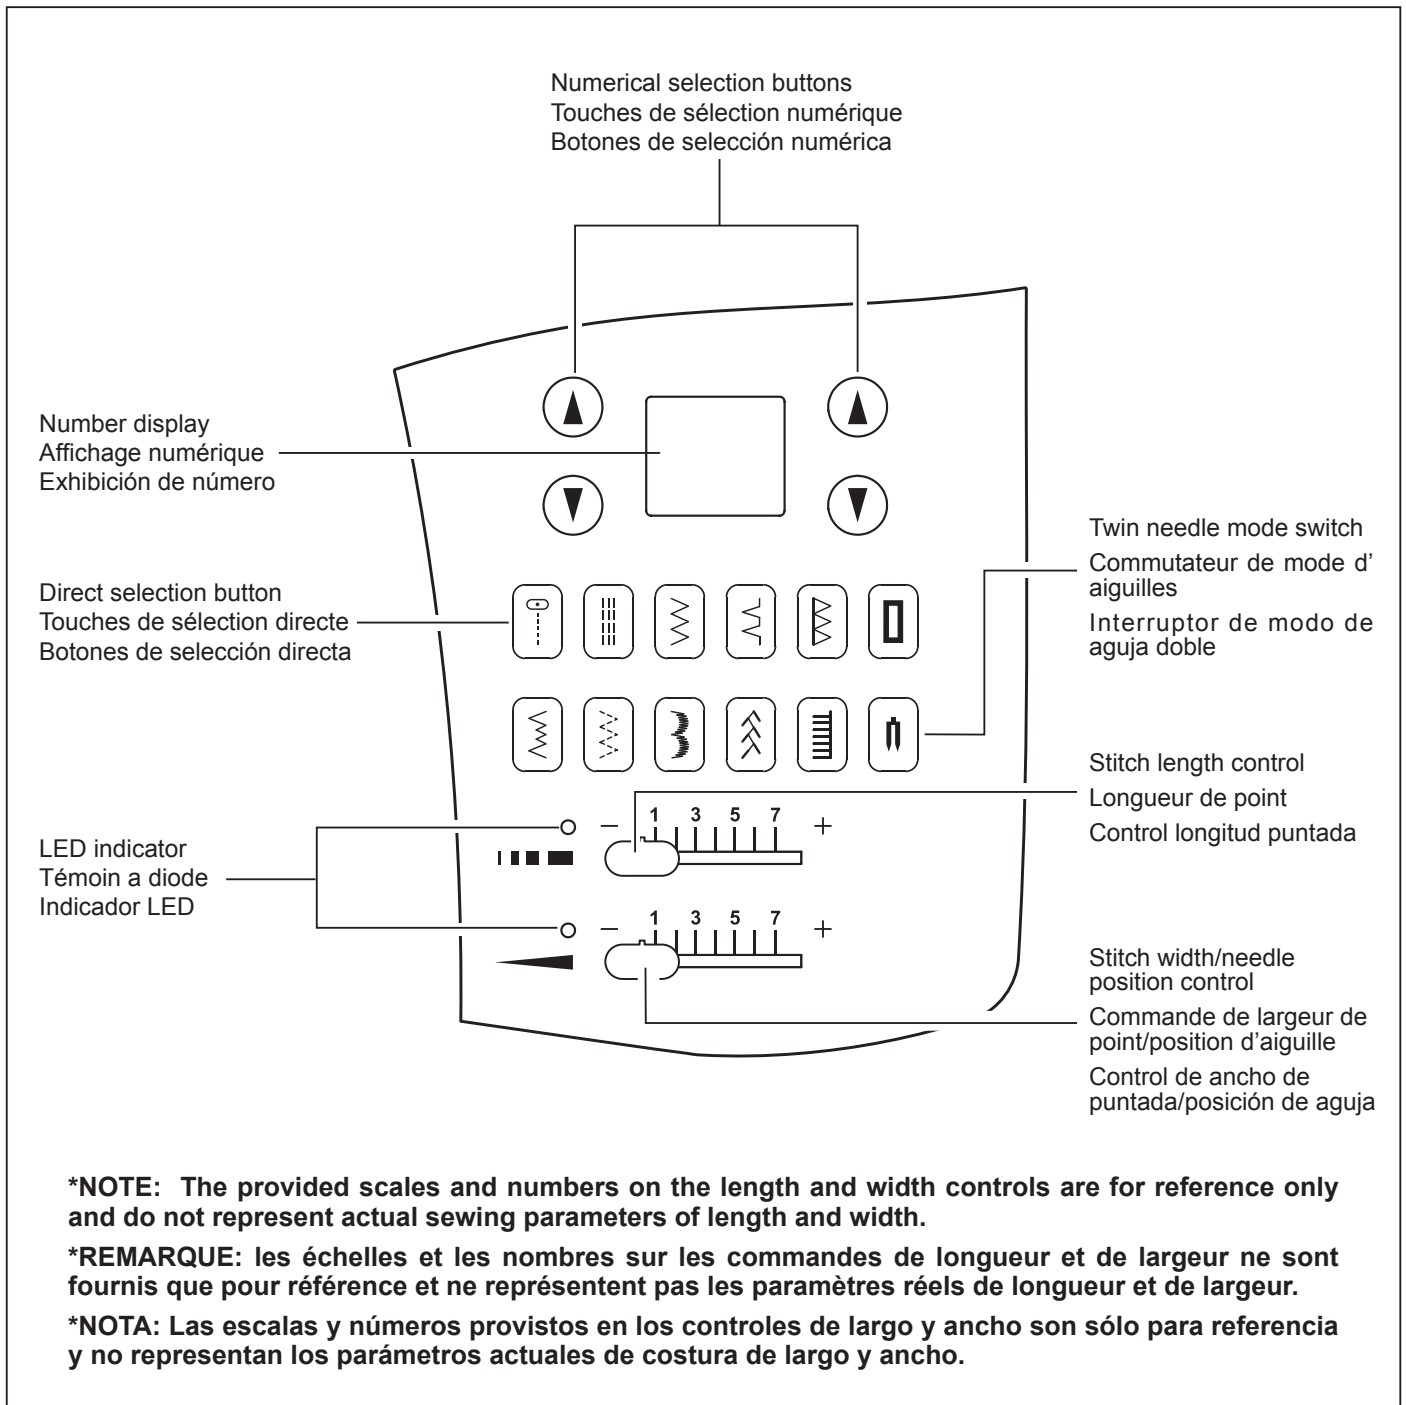 Numerical selection buttons
Touches de sélection numérique
Botones de selección numérica
Number display
Affichage numérique
Exhibición de número
Twin needle mode switch
Commutateur de mode d'
aiguilles
Interruptor de modo de
aguja doble
Direct selection button
Touches de sélection directe
Botones de selección directa
Stitch length control
Longueur de point
Control longitud puntada
− 1 3 5 7 +
LED indicator
Témoin a diode
Indicador LED
− 1 3 5 7 +
Stitch width/needle
position control
Commande de largeur de
point/position d'aiguille
Control de ancho de
puntada/posición de aguja
*NOTE: The provided scales and numbers on the length and width controls are for reference only
and do not represent actual sewing parameters of length and width.
*REMARQUE: les échelles et les nombres sur les commandes de longueur et de largeur ne sont
fournis que pour référence et ne représentent pas les paramètres réels de longueur et de largeur.
*NOTA: Las escalas y números provistos en los controles de largo y ancho son sólo para referencia
y no representan los parámetros actuales de costura de largo y ancho.